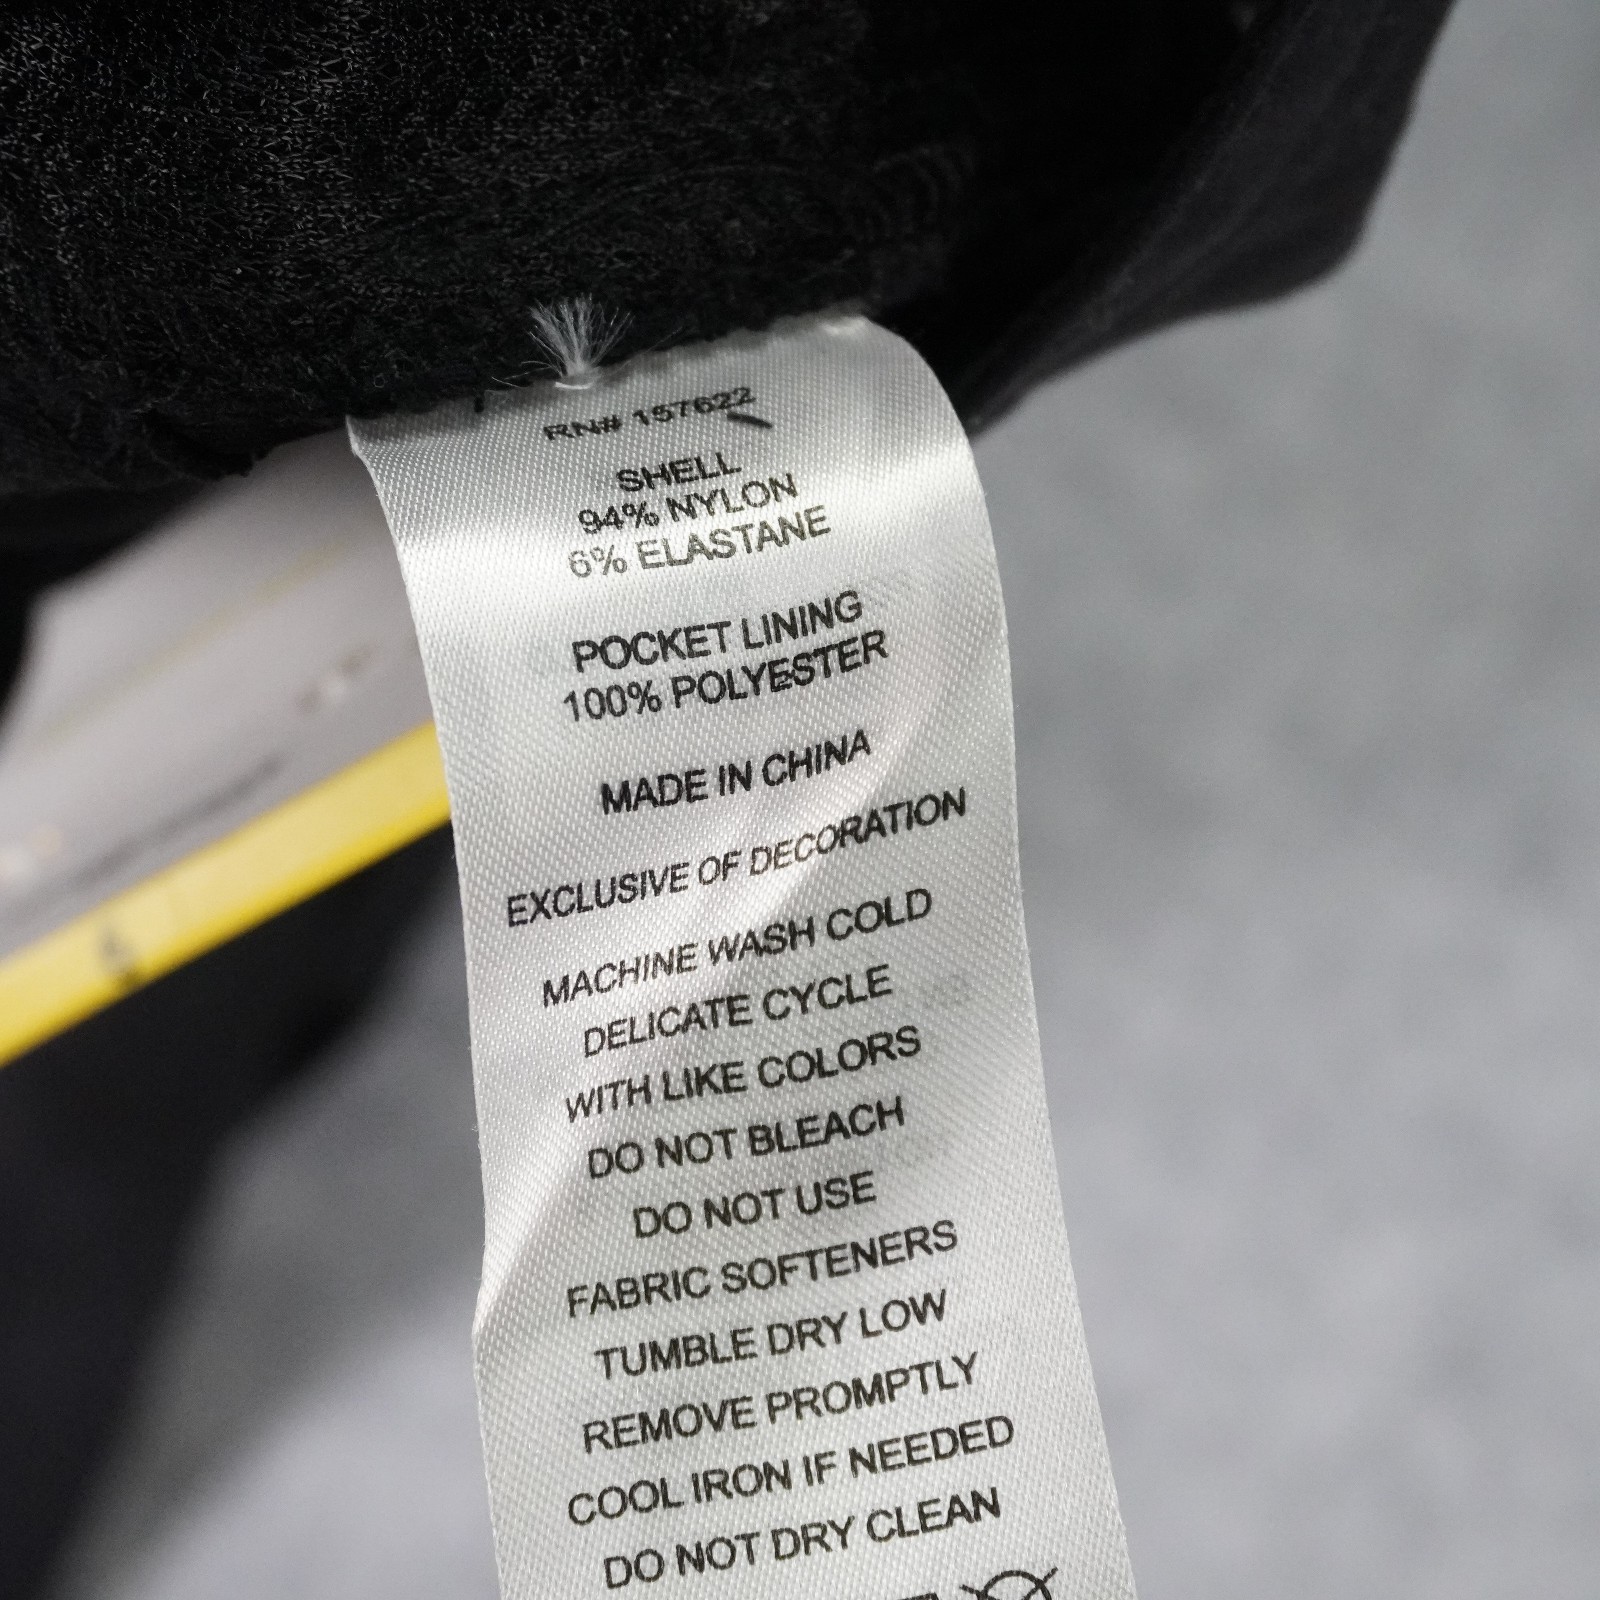 RN# 157622
SHELL
94% NYLON
6% ELASTANE
POCKET LINING
100% POLYESTER
MADE IN CHINA
EXCLUSIVE OF DECORATION
MACHINE WASH COLD
DELICATE CYCLE
WITH LIKE COLORS
DO NOT BLEACH
DO NOT USE
FABRIC SOFTENERS
TUMBLE DRY LOW
REMOVE PROMPTLY
COOL IRON IF NEEDED
DO NOT DRY CLEAN